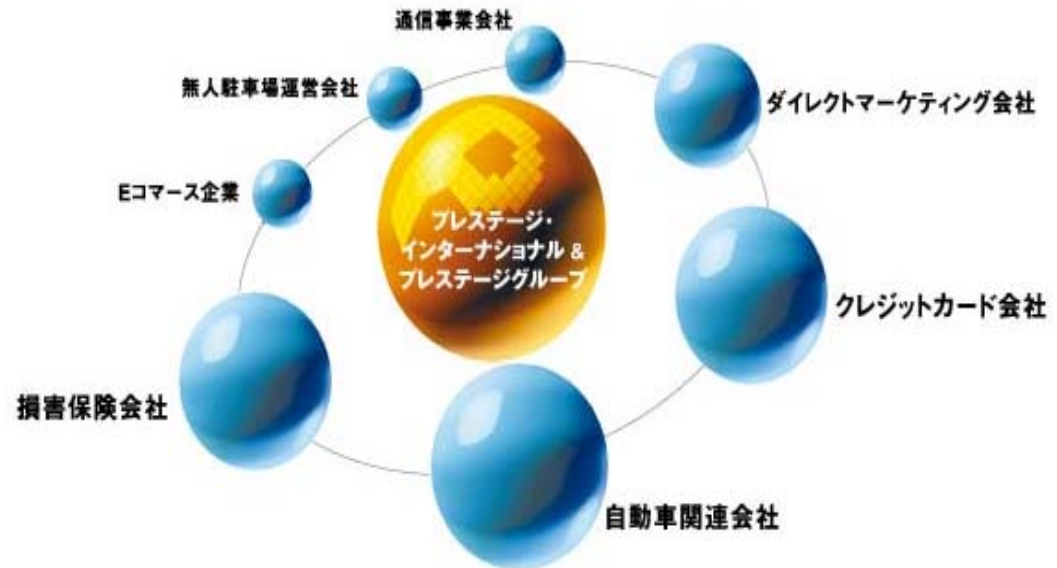 通信事業会社
無人駐車場運営会社
ダイレクトマーケティング会社
Eコマース企業
プレステージ・
インターナショナル &
プレステージグループ
クレジットカード会社
損害保険会社
自動車関連会社